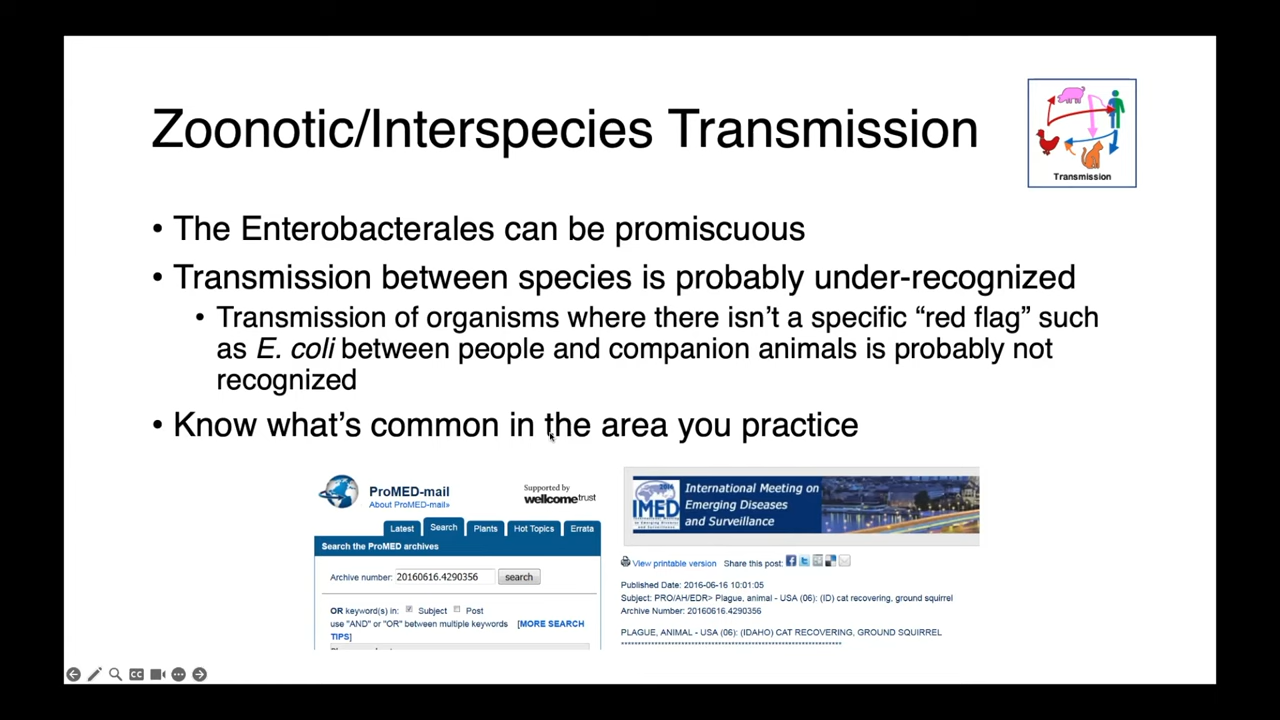 Zoonotic/Interspecies Transmission
Transmission
• The Enterobacterales can be promiscuous
• Transmission between species is probably under-recognized
• Transmission of organisms where there isn’t a specific “red flag” such
as E. coli between people and companion animals is probably not
recognized
• Know what’s common in the area you practice
ProMED-mail
About ProMED-mail»
Supported by
wellcometrust
Latest Search Plants Hot Topics Errata
Search the ProMED archives
Archive number: 20160616.4290356 search
OR keyword(s) in: Subject Post
use "AND" or "OR" between multiple keywords [MORE SEARCH
TIPS]
2016
IMED
International Meeting on
Emerging Diseases
and Surveillance
View printable version Share this post:
Published Date: 2016-06-16 10:01:05
Subject: PRO/AH/EDR> Plague, animal - USA (06): (ID) cat recovering, ground squirrel
Archive Number: 20160616.4290356
PLAGUE, ANIMAL - USA (06): (IDAHO) CAT RECOVERING, GROUND SQUIRREL
CC